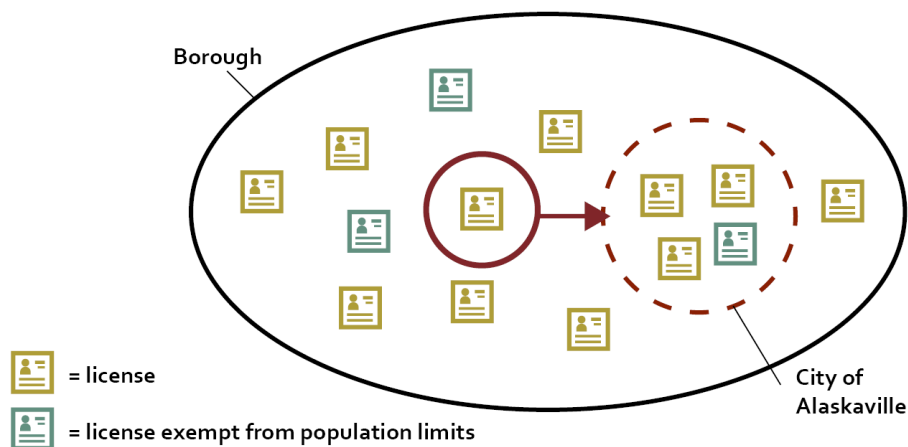 Borough
City of
Alaskaville
= license
= license exempt from population limits